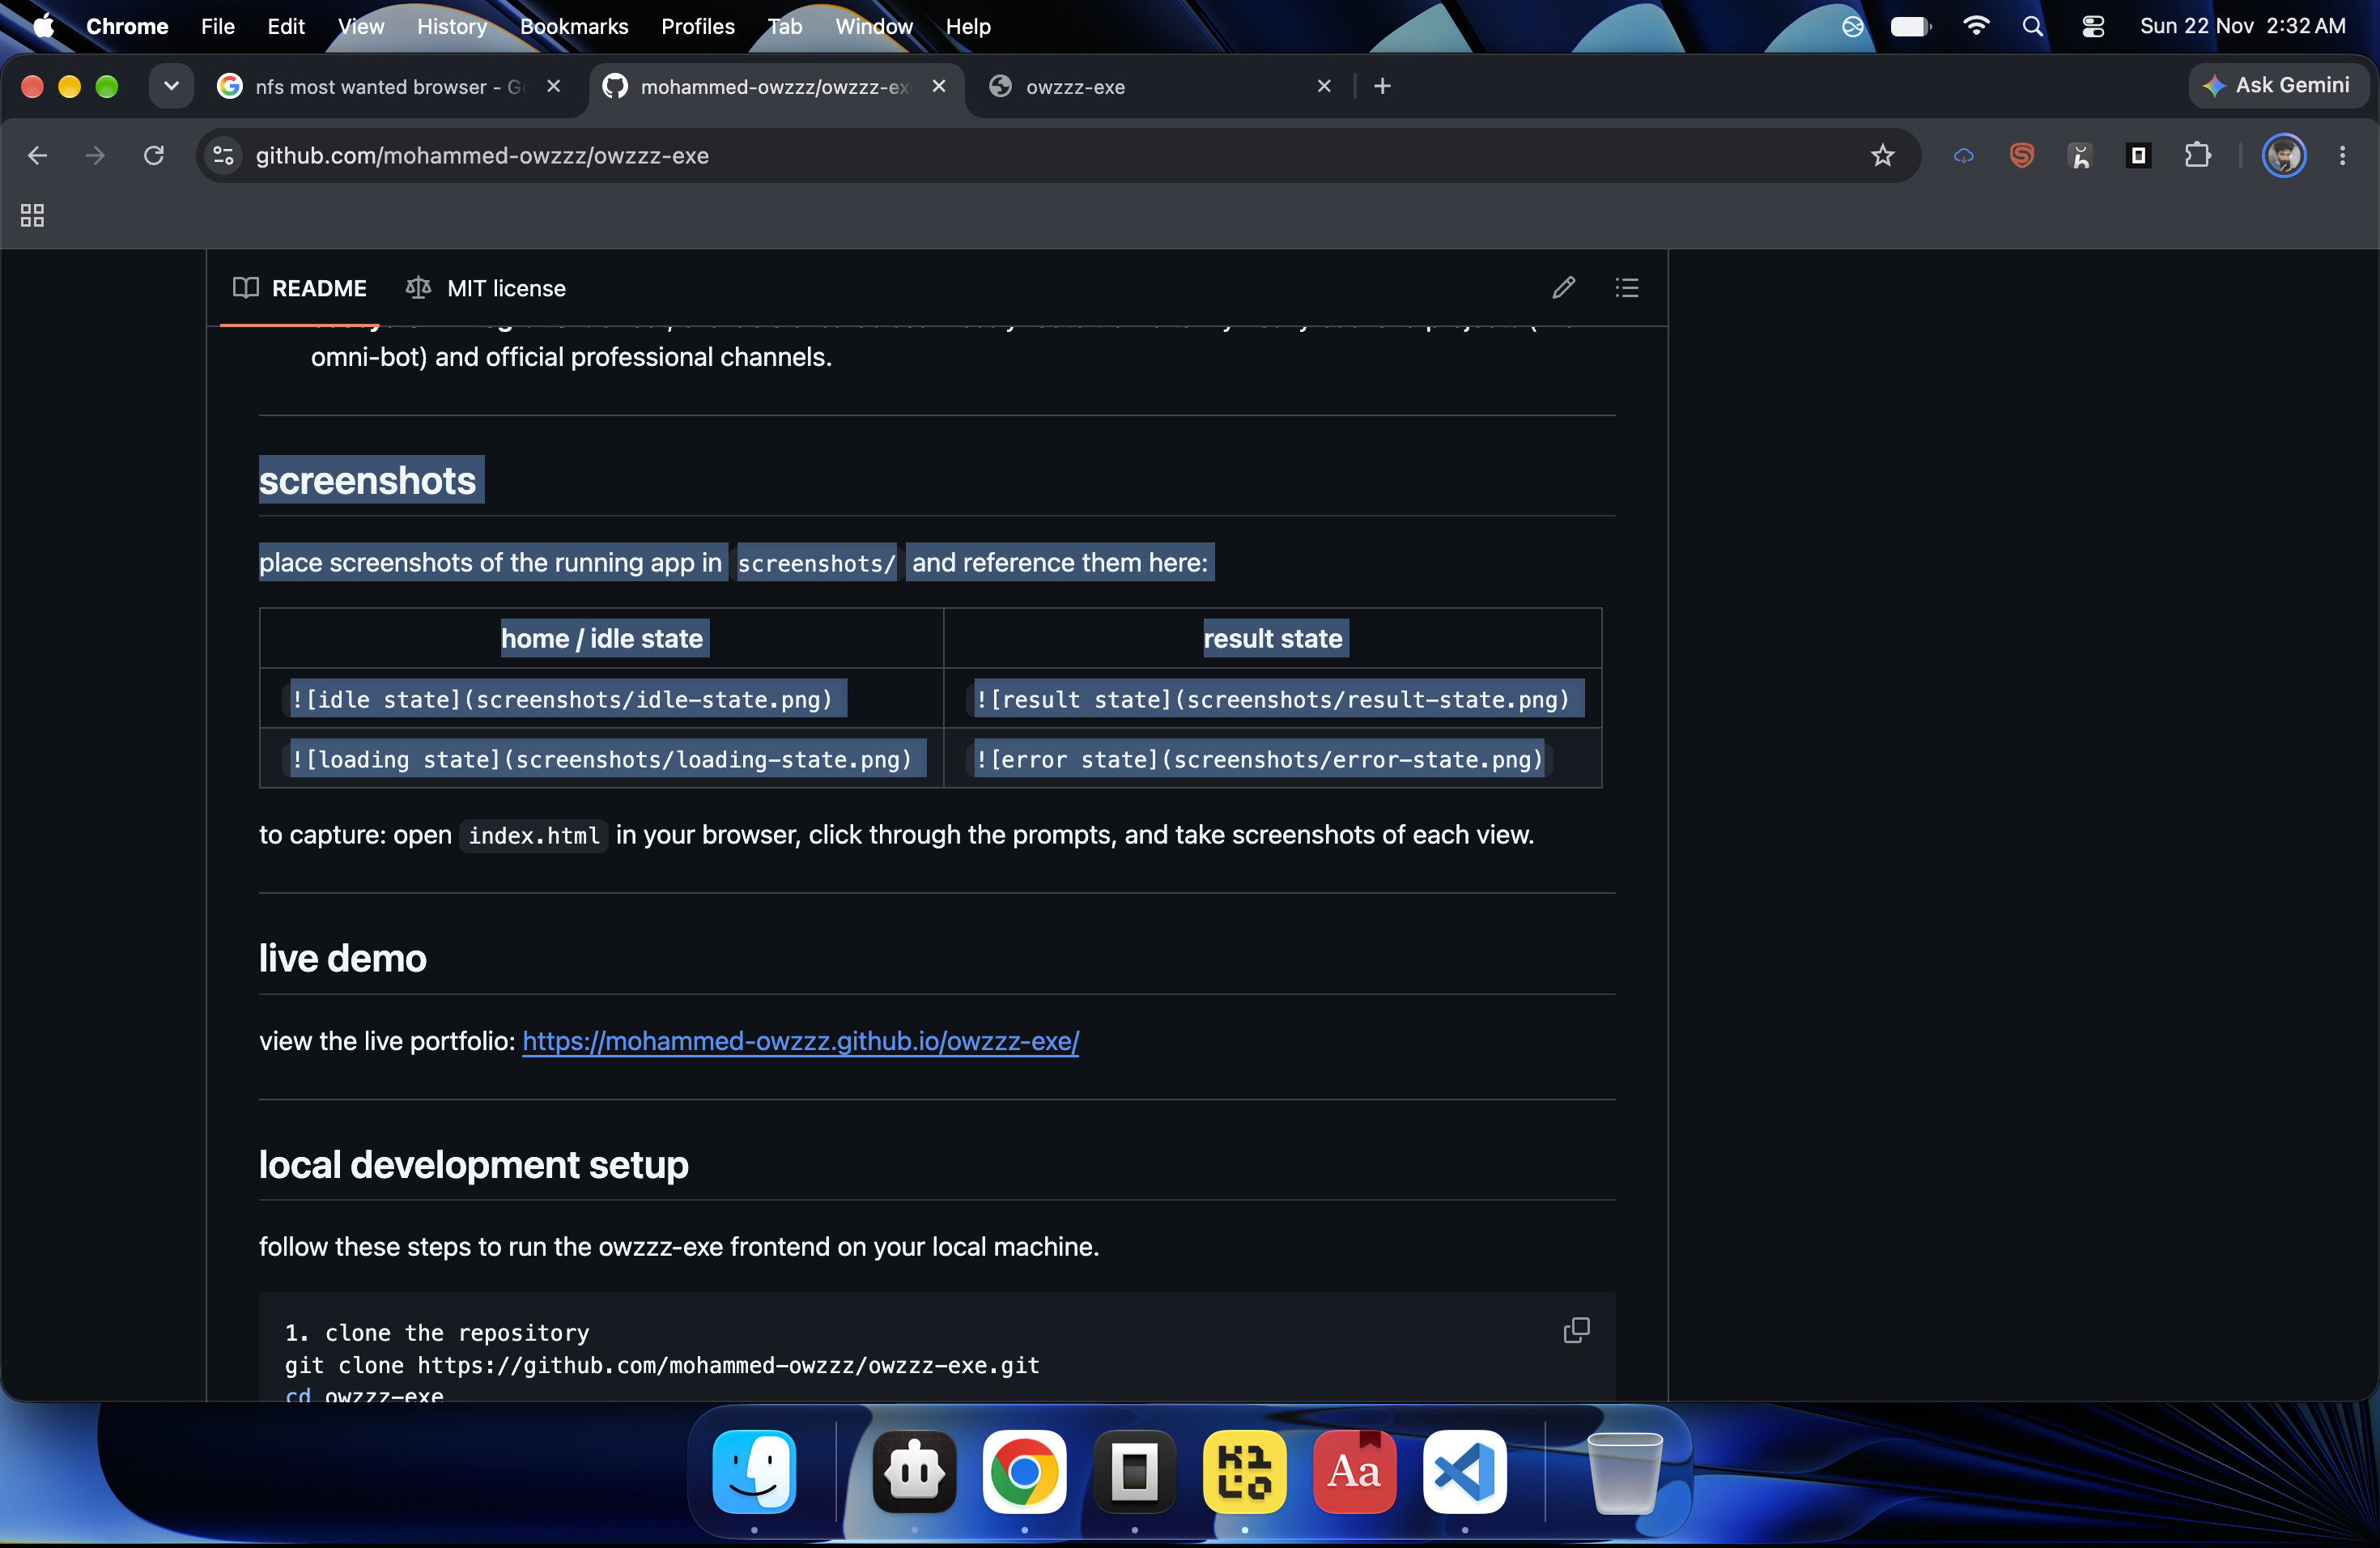 Chrome File Edit View History Bookmarks Profiles Tab Window Help
Sun 22 Nov 2:32 AM
nfs most wanted browser - Go
mohammed-owzzz/owzzz-ex
owzzz-exe
Ask Gemini
github.com/mohammed-owzzz/owzzz-exe
README
MIT license
omni-bot) and official professional channels.
screenshots
place screenshots of the running app in screenshots/ and reference them here:
home / idle state
result state
![idle state](screenshots/idle-state.png)
![result state](screenshots/result-state.png)
![loading state](screenshots/loading-state.png)
![error state](screenshots/error-state.png)
to capture: open index.html in your browser, click through the prompts, and take screenshots of each view.
live demo
view the live portfolio: https://mohammed-owzzz.github.io/owzzz-exe/
local development setup
follow these steps to run the owzzz-exe frontend on your local machine.
1. clone the repository
git clone https://github.com/mohammed-owzzz/owzzz-exe.git
cd owzzz-exe
Aa